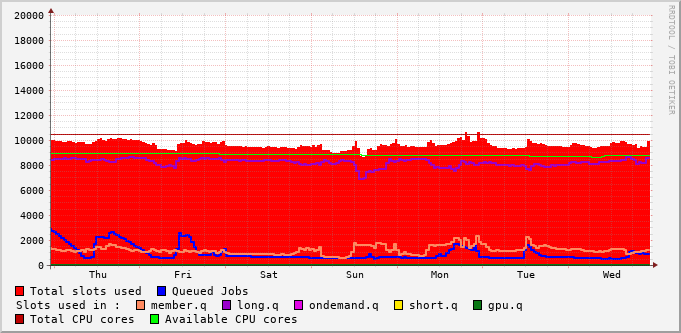 20000
18000
16000
14000
12000
10000
8000
6000
4000
2000
0
Thu Fri Sat Sun Mon Tue Wed
Total slots used Queued Jobs
Slots used in : member.q long.q ondemand.q short.q gpu.q
Total CPU cores Available CPU cores
RRDTOOL / TOBI OETIKER